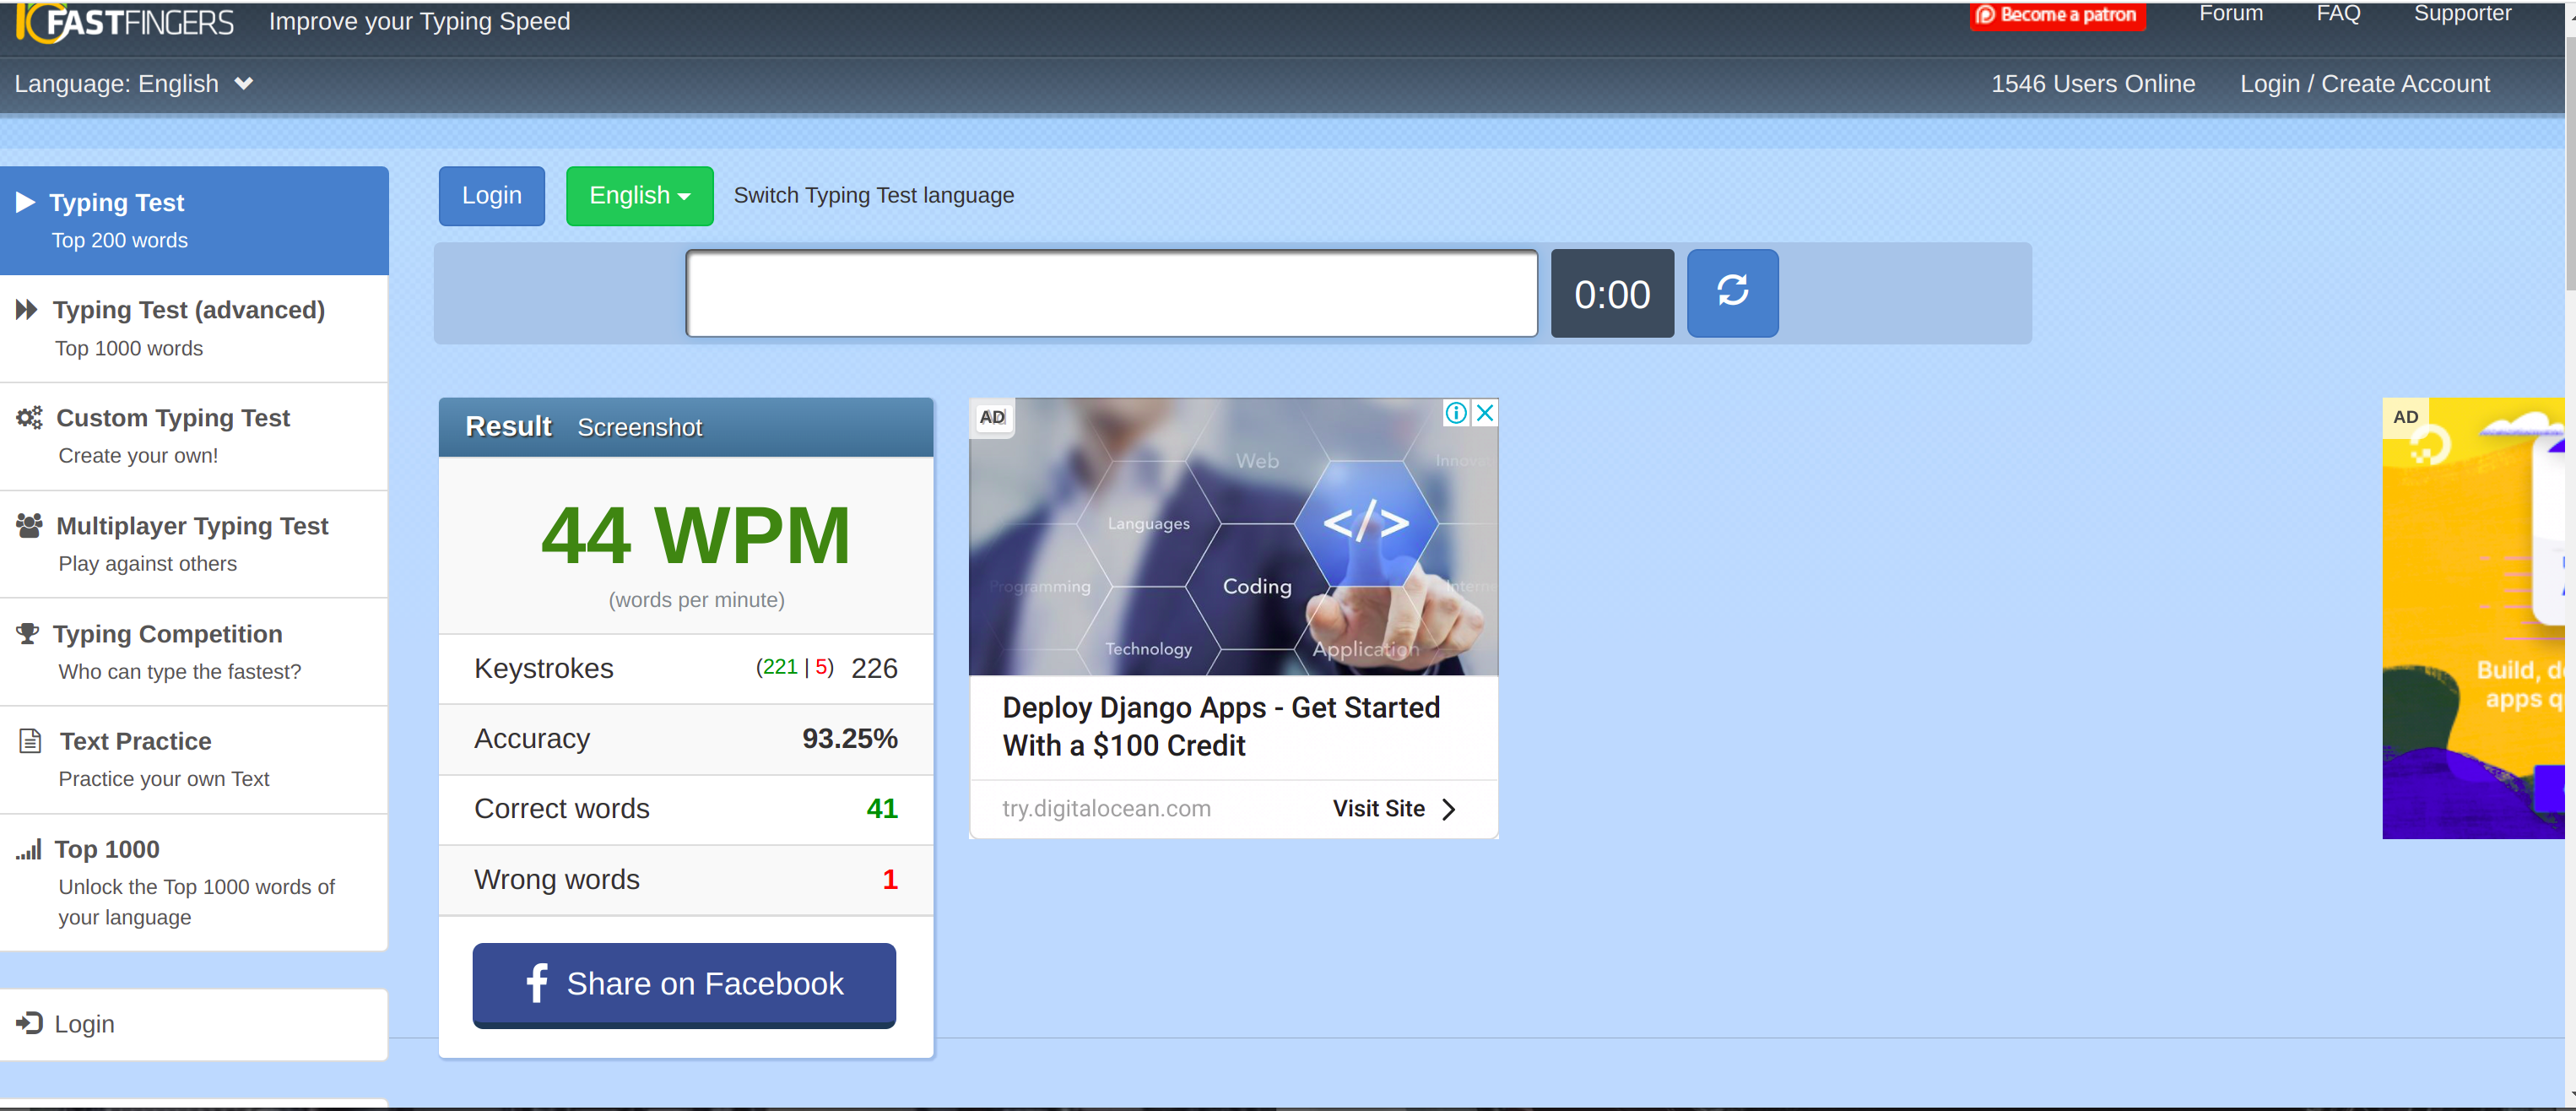 10FASTFINGERS Improve your Typing Speed
Become a patron Forum FAQ Supporter
Language: English
1546 Users Online Login / Create Account
Typing Test
Top 200 words
Typing Test (advanced)
Top 1000 words
Custom Typing Test
Create your own!
Multiplayer Typing Test
Play against others
Typing Competition
Who can type the fastest?
Text Practice
Practice your own Text
Top 1000
Unlock the Top 1000 words of
your language
Login
Login English Switch Typing Test language
0:00
Result Screenshot
44 WPM
(words per minute)
Keystrokes (221 | 5) 226
Accuracy 93.25%
Correct words 41
Wrong words 1
Share on Facebook
AD
Web
Languages </>
Programming Coding
Technology Application
Deploy Django Apps - Get Started
With a $100 Credit
try.digitalocean.com Visit Site
AD
Build,
apps